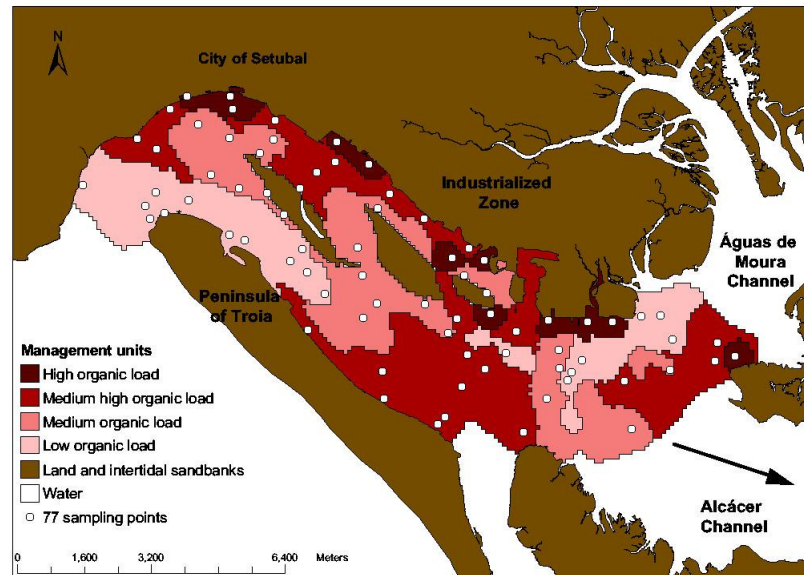 City of Setubal
N
Industrialized
Zone
Águas de
Moura
Channel
Peninsula
of Troia
Management units
High organic load
Medium high organic load
Medium organic load
Low organic load
Land and intertidal sandbanks
Water
77 sampling points
Alcácer
Channel
0 1,600 3,200 6,400 Meters